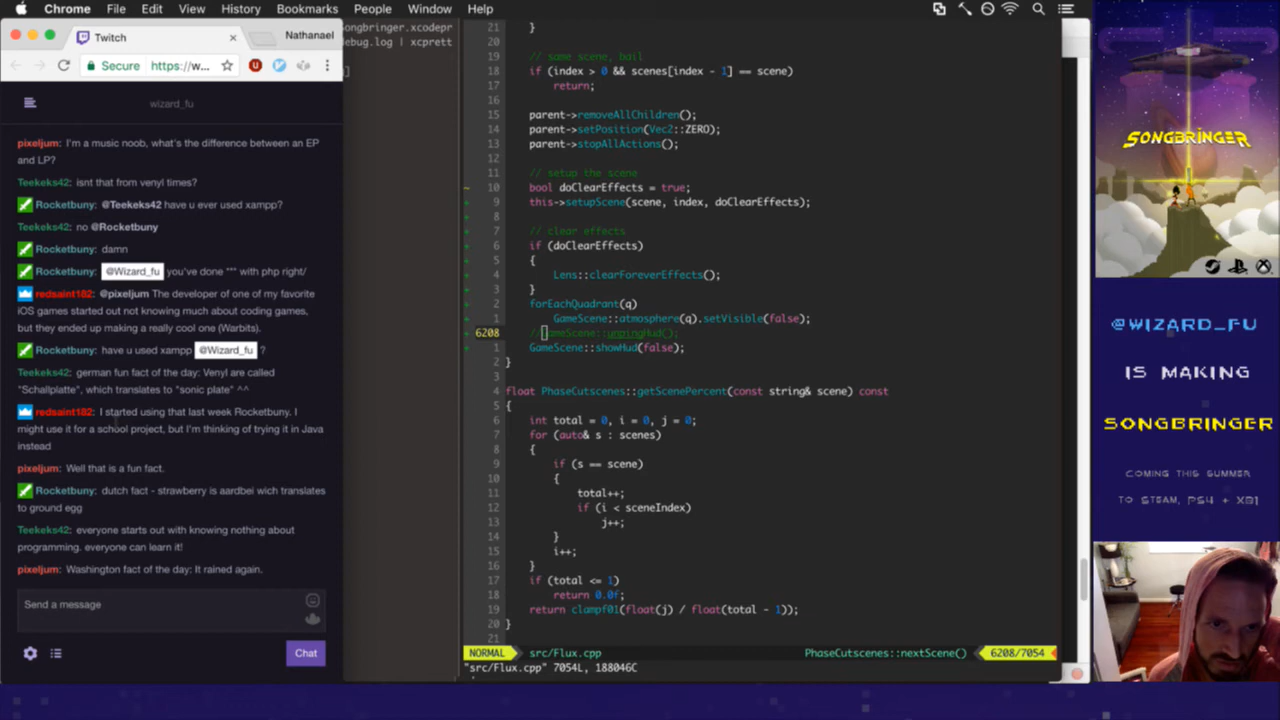 Chrome File Edit View History Bookmarks People Window Help
Twitch
Nathanael
Secure https://w...
wizard_fu
pixeljum: I'm a music noob, what's the difference between an EP
and LP?
Teekeks42: isnt that from venyl times?
Rocketbuny: @Teekeks42 have u ever used xampp?
Teekeks42: no @Rocketbuny
Rocketbuny: damn
Rocketbuny: @Wizard_fu you've done *** with php right/
redsaint182: @pixeljum The developer of one of my favorite
iOS games started out not knowing much about coding games,
but they ended up making a really cool one (Warbits).
Rocketbuny: have u used xampp @Wizard_fu ?
Teekeks42: german fun fact of the day: Venyl are called
"Schallplatte", which translates to "sonic plate" ^^
redsaint182: I started using that last week Rocketbuny. I
might use it for a school project, but I'm thinking of trying it in Java
instead
pixeljum: Well that is a fun fact.
Rocketbuny: dutch fact - strawberry is aardbei wich translates
to ground egg
Teekeks42: everyone starts out with knowing nothing about
programming. everyone can learn it!
pixeljum: Washington fact of the day: It rained again.
Send a message
Chat
ongbringer.xcodepr
ebug.log | xcprett
21 }
20
19 // same scene, bail
18 if (index > 0 && scenes[index - 1] == scene)
17 return;
16
15 parent->removeAllChildren();
14 parent->setPosition(Vec2::ZERO);
13 parent->stopAllActions();
12
11 // setup the scene
~ 10 bool doClearEffects = true;
+ 9 this->setupScene(scene, index, doClearEffects);
+ 8
+ 7 // clear effects
+ 6 if (doClearEffects)
+ 5 {
+ 4 Lens::clearForeverEffects();
+ 3 }
+ 2 forEachQuadrant(q)
+ 1 GameScene::atmosphere(q).setVisible(false);
+ 6208 //GameScene::unpingHud();
+ 1 GameScene::showHud(false);
2 }
3
4 float PhaseCutscenes::getScenePercent(const string& scene) const
5 {
6 int total = 0, i = 0, j = 0;
7 for (auto& s : scenes)
8 {
9 if (s == scene)
10 {
11 total++;
12 if (i < sceneIndex)
13 j++;
14 }
15 i++;
16 }
17 if (total <= 1)
18 return 0.0f;
19 return clampf01(float(j) / float(total - 1));
20 }
21
NORMAL src/Flux.cpp PhaseCutscenes::nextScene() 6208/7054
"src/Flux.cpp" 7054L, 188046C
SONGBRINGER
@WIZARD_FU
IS MAKING
SONGBRINGER
COMING THIS SUMMER
TO STEAM, PS4 + XB1